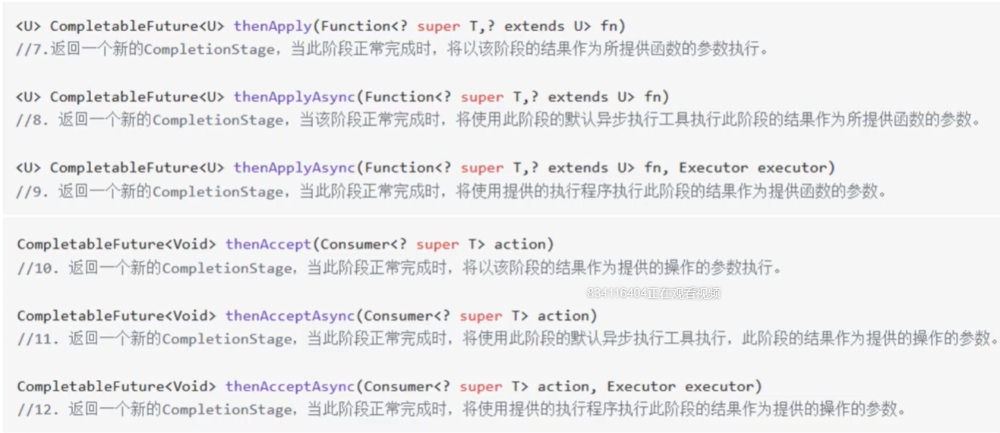 <U> CompletableFuture<U> thenApply(Function<? super T,? extends U> fn)
//7.返回一个新的CompletionStage，当此阶段正常完成时，将以该阶段的结果作为所提供函数的参数执行。
<U> CompletableFuture<U> thenApplyAsync(Function<? super T,? extends U> fn)
//8. 返回一个新的CompletionStage，当该阶段正常完成时，将使用此阶段的默认异步执行工具执行此阶段的结果作为所提供函数的参数。
<U> CompletableFuture<U> thenApplyAsync(Function<? super T,? extends U> fn, Executor executor)
//9. 返回一个新的CompletionStage，当此阶段正常完成时，将使用提供的执行程序执行此阶段的结果作为提供函数的参数。
CompletableFuture<Void> thenAccept(Consumer<? super T> action)
//10. 返回一个新的CompletionStage，当此阶段正常完成时，将以该阶段的结果作为提供的操作的参数执行。
834116404正在观看视频
CompletableFuture<Void> thenAcceptAsync(Consumer<? super T> action)
//11. 返回一个新的CompletionStage，当此阶段正常完成时，将使用此阶段的默认异步执行工具执行，此阶段的结果作为提供的操作的参数。
CompletableFuture<Void> thenAcceptAsync(Consumer<? super T> action, Executor executor)
//12. 返回一个新的CompletionStage，当此阶段正常完成时，将使用提供的执行程序执行此阶段的结果作为提供的操作的参数。